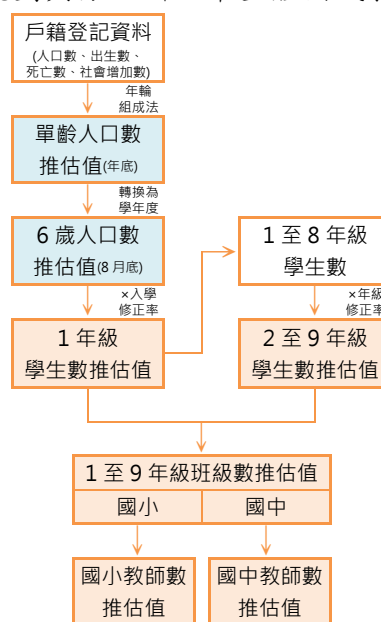 戶籍登記資料
(人口數、出生數、
死亡數、社會增加數)
年輪
組成法
單齡人口數
推估值(年底)
轉換為
學年度
6 歲人口數
推估值(8 月底)
×入學
修正率
1 年級
學生數推估值
1 至 8 年級
學生數
×年級
修正率
2 至 9 年級
學生數推估值
1 至 9 年級班級數推估值
國小
國中
國小教師數
推估值
國中教師數
推估值